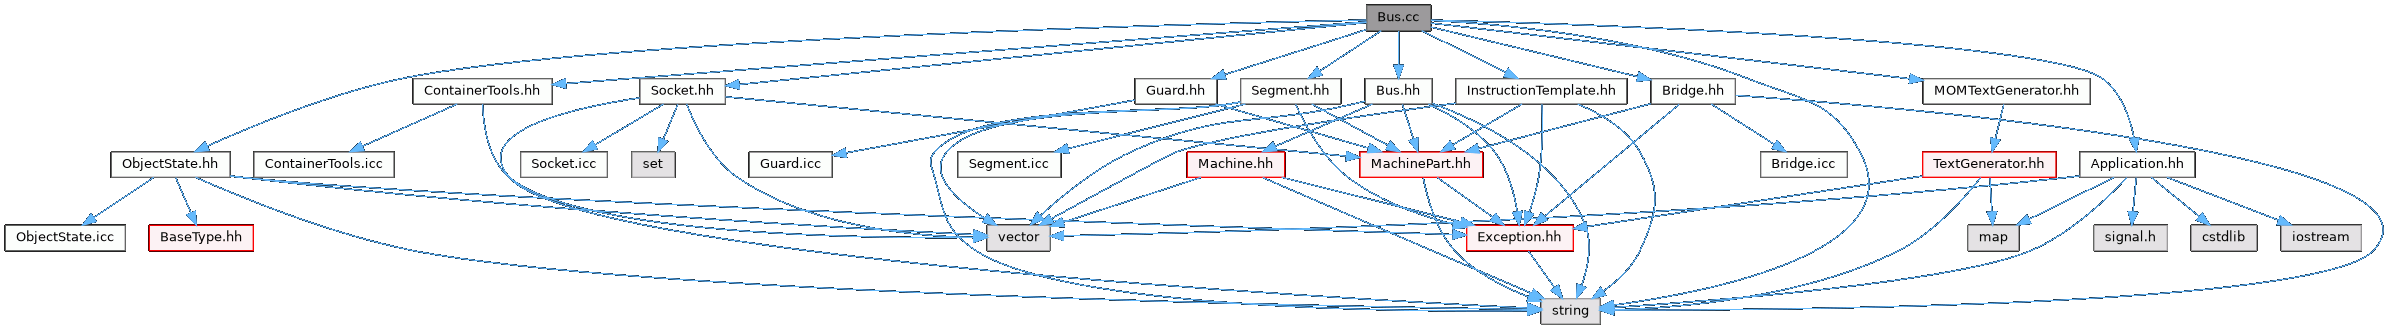 Bus.cc
ContainerTools.hh
Socket.hh
Guard.hh
Segment.hh
Bus.hh
InstructionTemplate.hh
Bridge.hh
MOMTextGenerator.hh
ObjectState.hh
ContainerTools.icc
Socket.icc
set
Guard.icc
Segment.icc
Machine.hh
MachinePart.hh
Bridge.icc
TextGenerator.hh
Application.hh
ObjectState.icc
BaseType.hh
vector
Exception.hh
map
signal.h
cstdlib
iostream
string